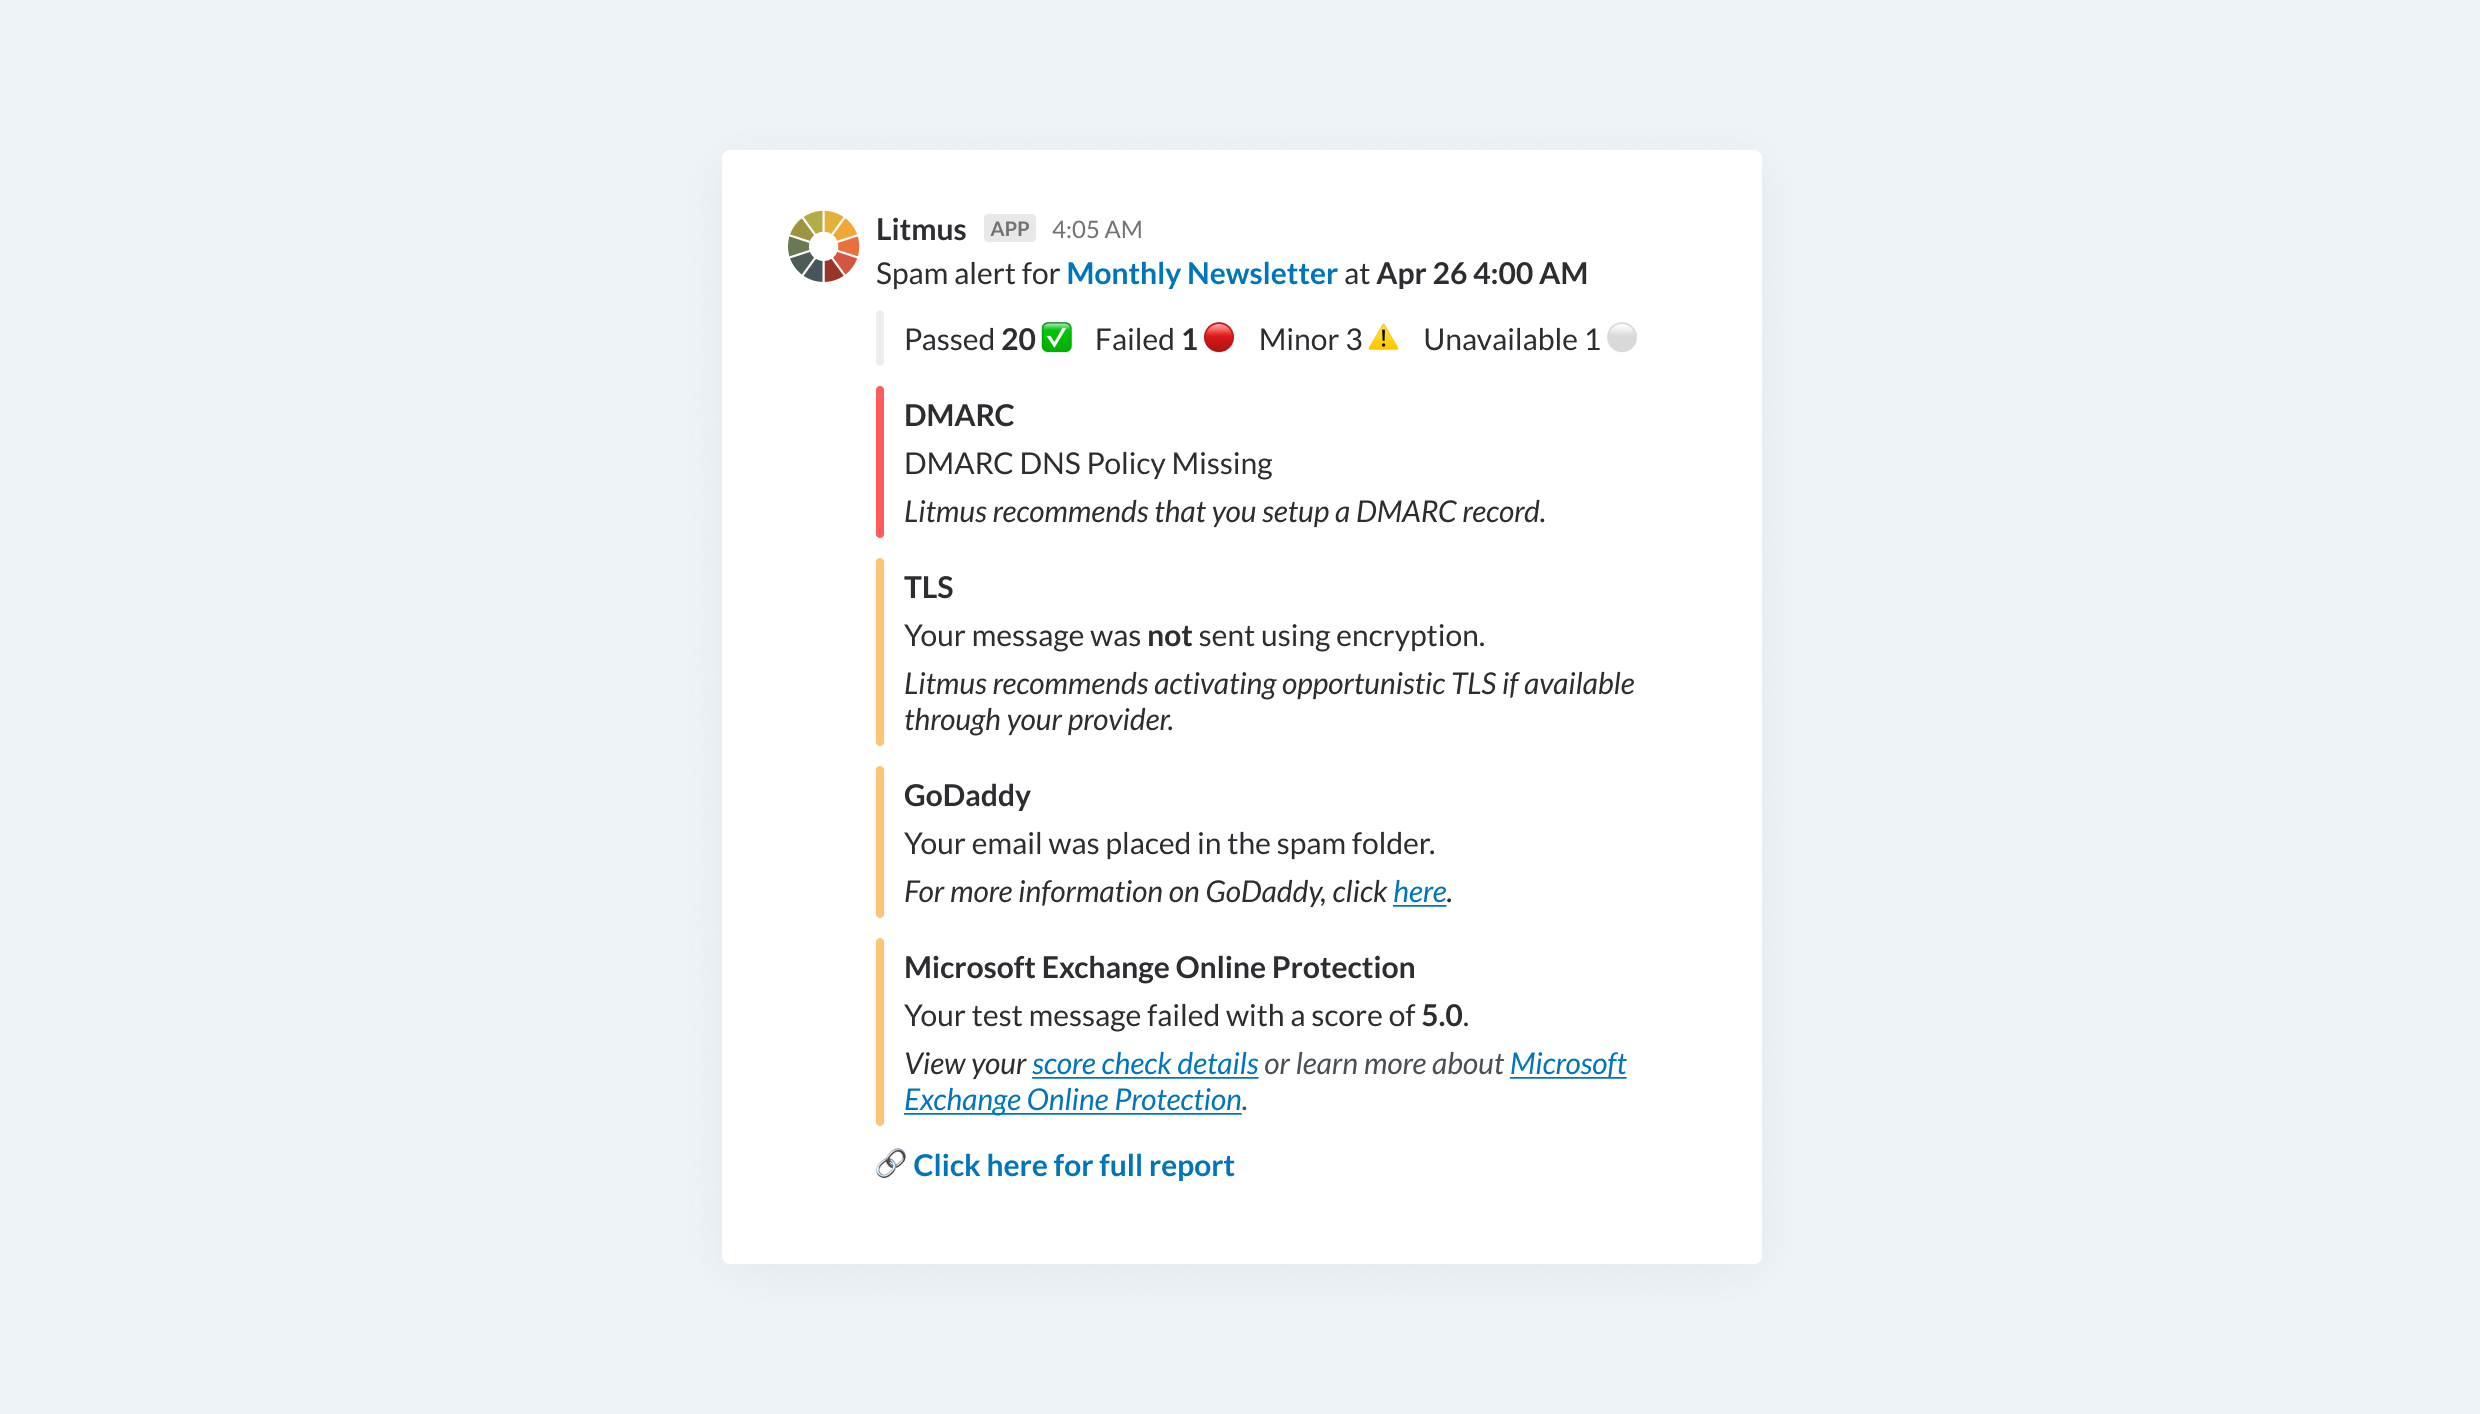 Litmus APP 4:05 AM
Spam alert for Monthly Newsletter at Apr 26 4:00 AM
Passed 20 ✅ Failed 1 🔴 Minor 3 ⚠️ Unavailable 1 ⚪
DMARC
DMARC DNS Policy Missing
Litmus recommends that you setup a DMARC record.
TLS
Your message was not sent using encryption.
Litmus recommends activating opportunistic TLS if available
through your provider.
GoDaddy
Your email was placed in the spam folder.
For more information on GoDaddy, click here.
Microsoft Exchange Online Protection
Your test message failed with a score of 5.0.
View your score check details or learn more about Microsoft
Exchange Online Protection.
🔗 Click here for full report